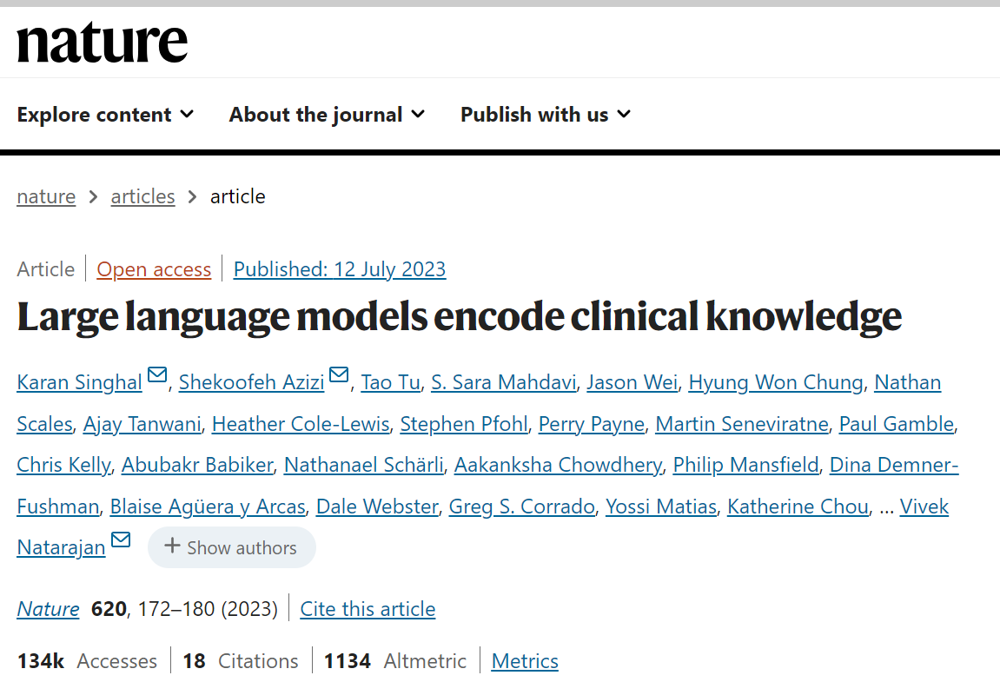 nature
Explore content About the journal Publish with us
nature > articles > article
Article | Open access | Published: 12 July 2023
Large language models encode clinical knowledge
Karan Singhal, Shekoofeh Azizi, Tao Tu, S. Sara Mahdavi, Jason Wei, Hyung Won Chung, Nathan
Scales, Ajay Tanwani, Heather Cole-Lewis, Stephen Pfohl, Perry Payne, Martin Seneviratne, Paul Gamble,
Chris Kelly, Abubakr Babiker, Nathanael Schärli, Aakanksha Chowdhery, Philip Mansfield, Dina Demner-
Fushman, Blaise Agüera y Arcas, Dale Webster, Greg S. Corrado, Yossi Matias, Katherine Chou, ... Vivek
Natarajan + Show authors
Nature 620, 172–180 (2023) | Cite this article
134k Accesses | 18 Citations | 1134 Altmetric | Metrics